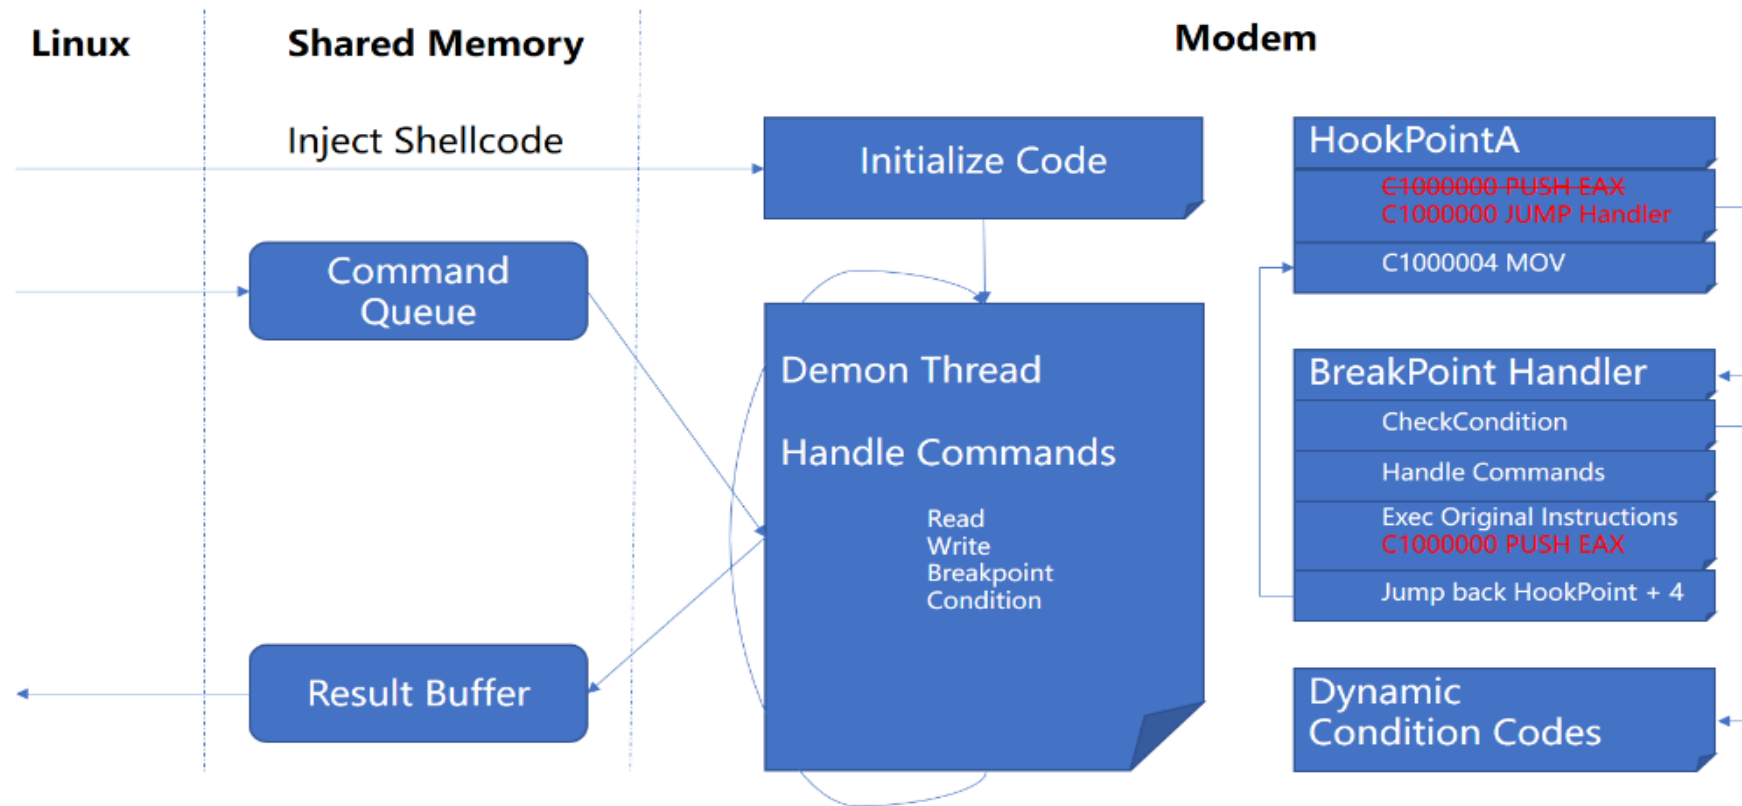 Linux
Shared Memory
Modem
Inject Shellcode
Command
Queue
Result Buffer
Initialize Code
Demon Thread
Handle Commands
Read
Write
Breakpoint
Condition
HookPointA
C1000000 PUSH EAX
C1000000 JUMP Handler
C1000004 MOV
BreakPoint Handler
CheckCondition
Handle Commands
Exec Original Instructions
C1000000 PUSH EAX
Jump back HookPoint + 4
Dynamic
Condition Codes